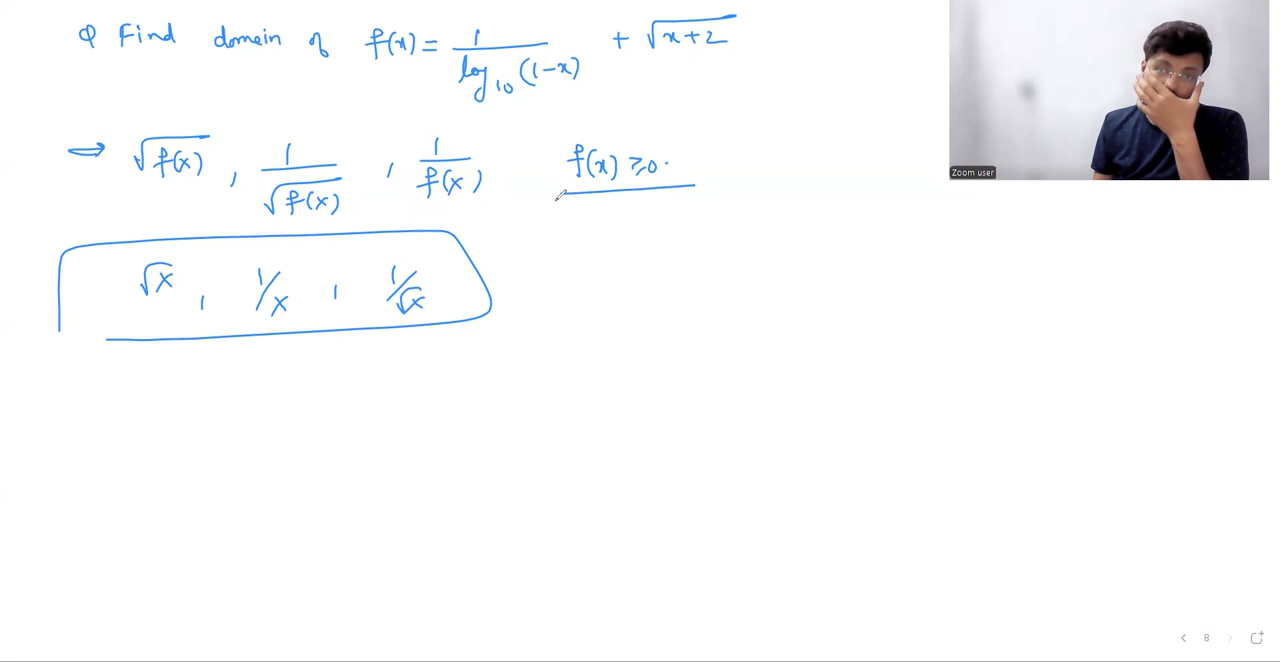 Q Find domain of f(x) = 1/log₁₀(1-x) + √(x+2)
⇒ √f(x) , 1/√f(x) , 1/f(x) f(x) ≥0.
√x , 1/x , 1/√x
Zoom user
< 8 >